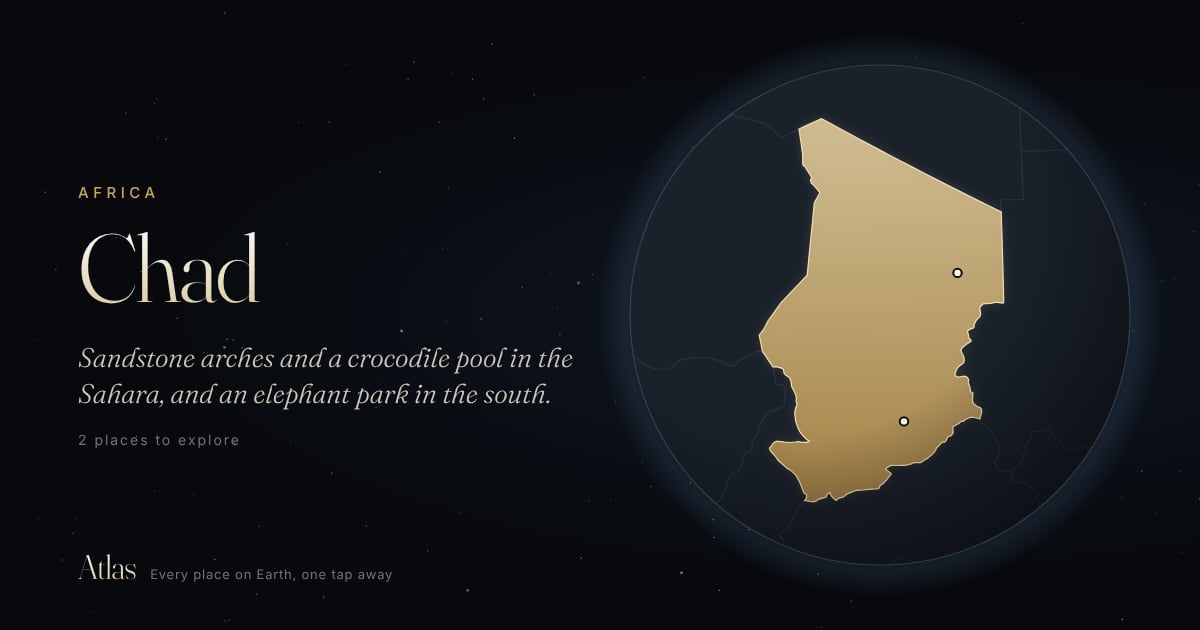 AFRICA
Chad
Sandstone arches and a crocodile pool in the
Sahara, and an elephant park in the south.
2 places to explore
Atlas Every place on Earth, one tap away